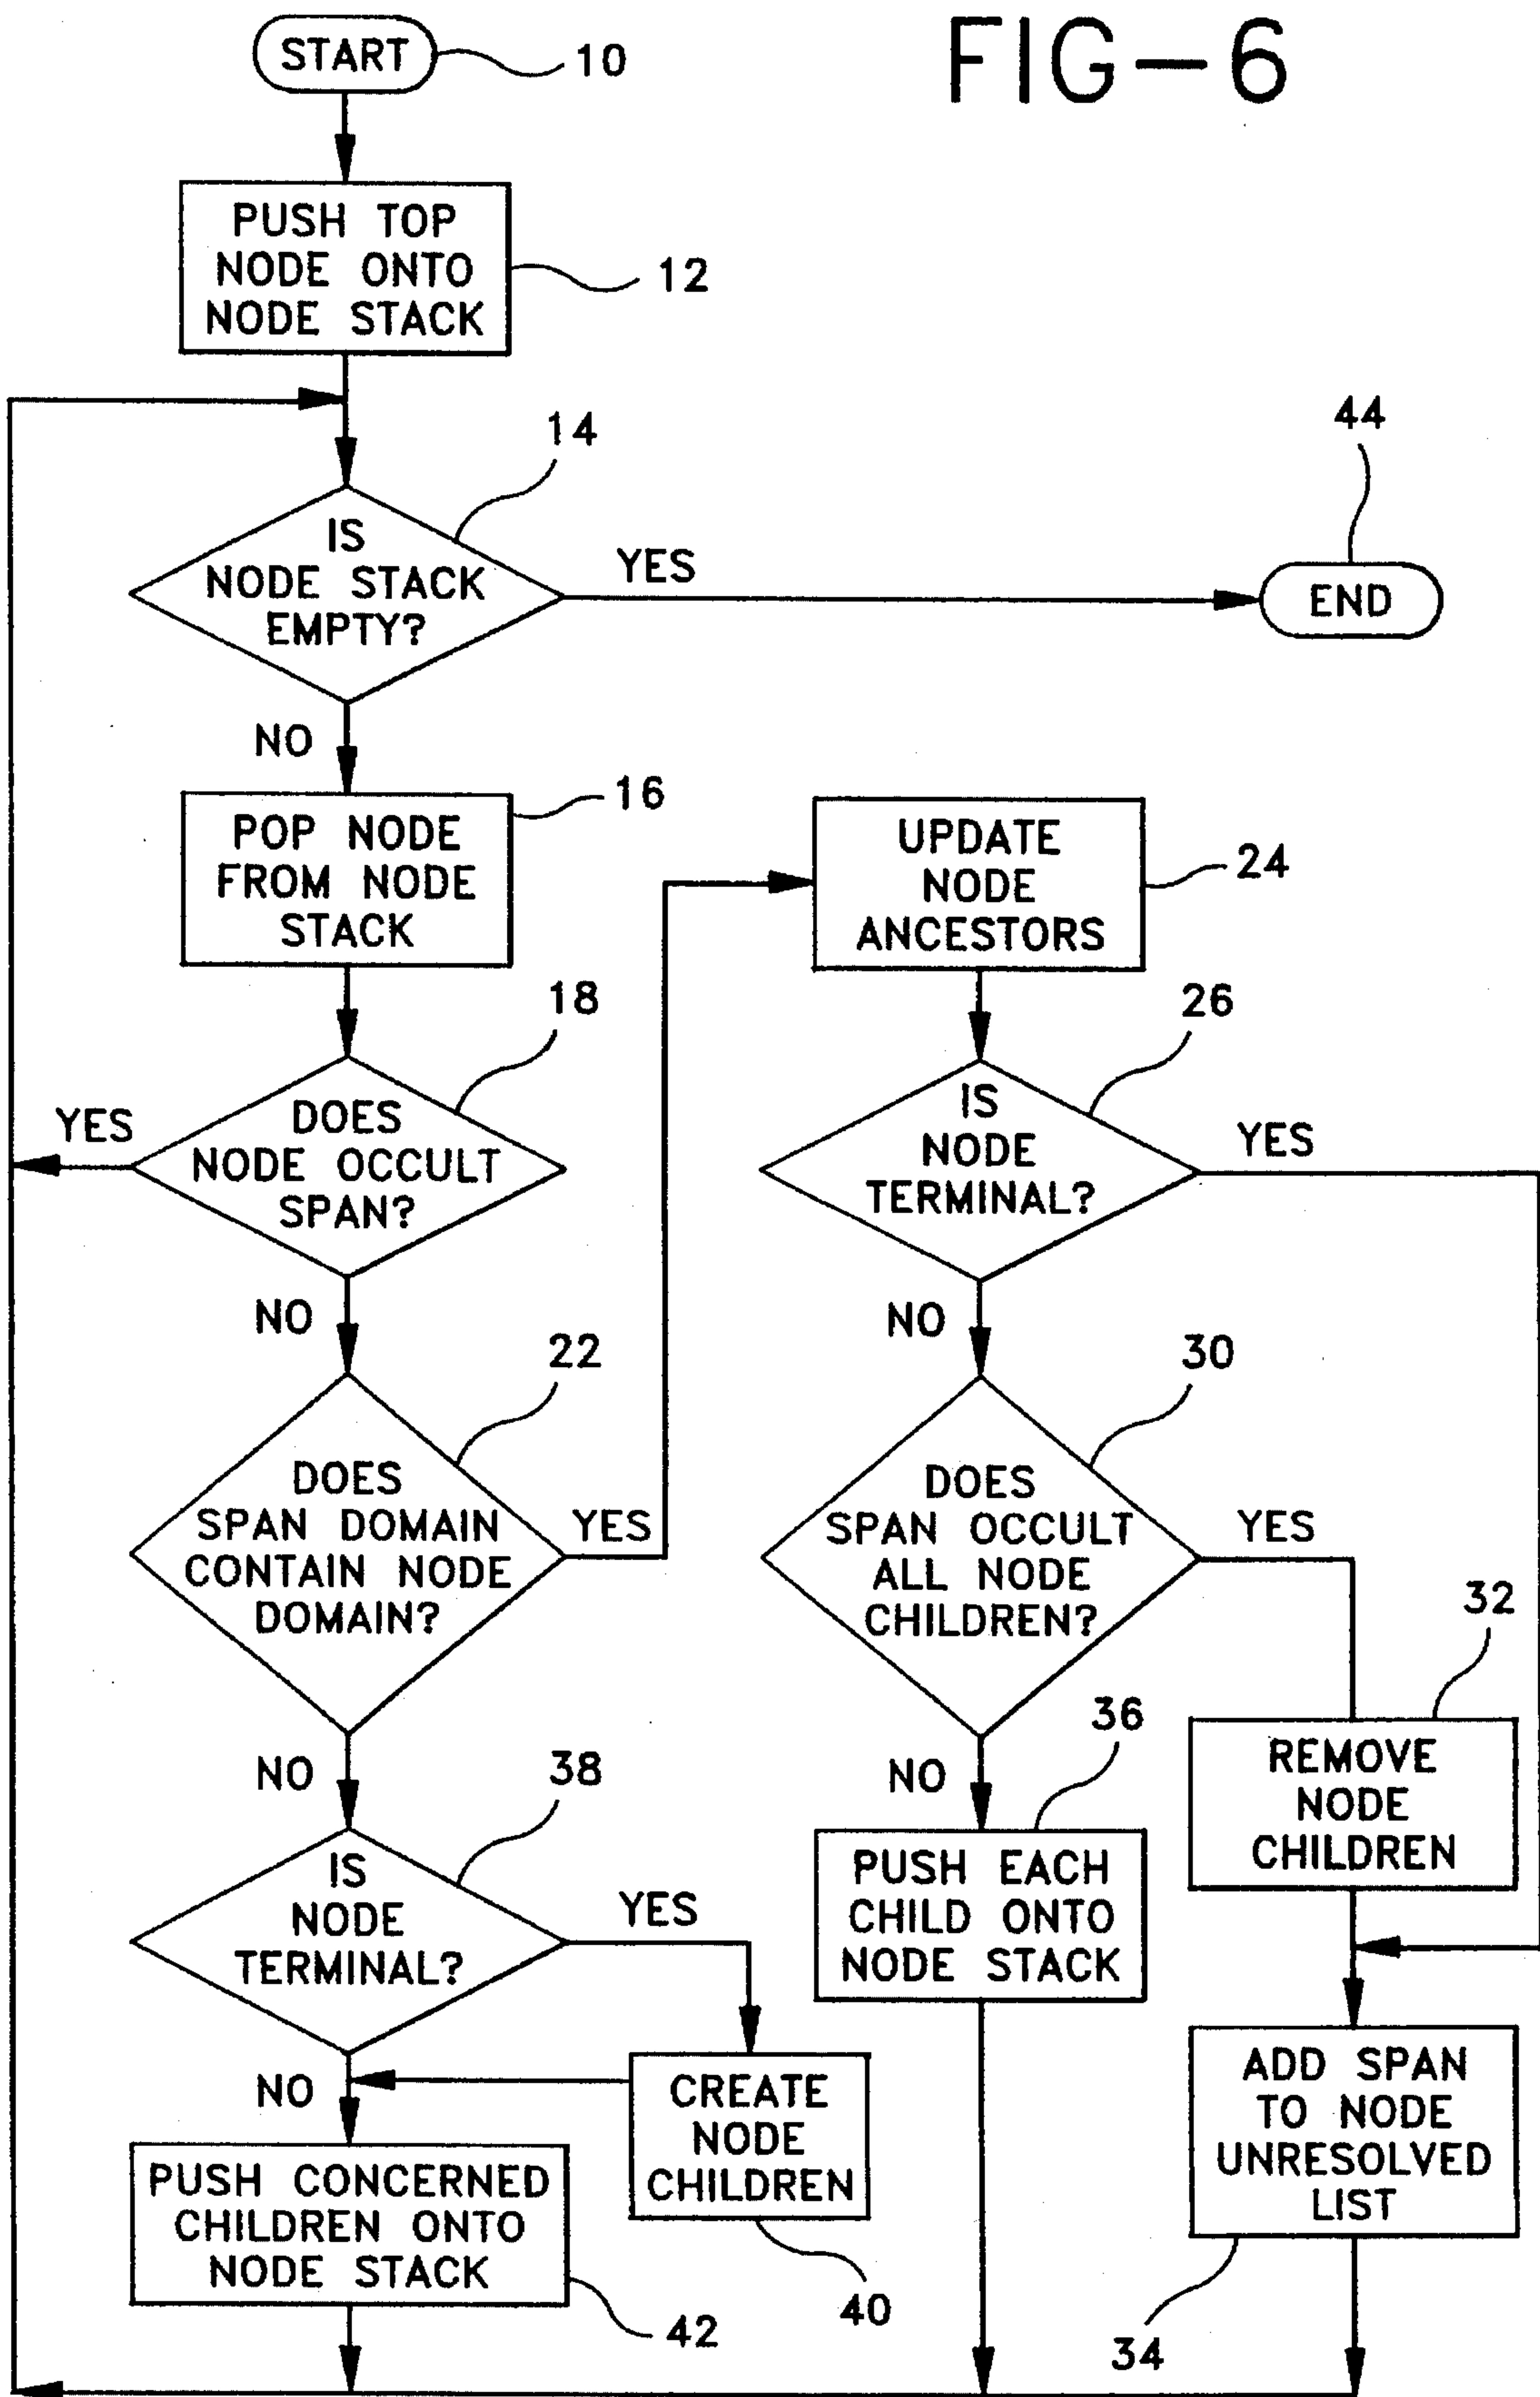 FIG-6
START
10
PUSH TOP
NODE ONTO
NODE STACK
12
14
IS
NODE STACK
EMPTY?
YES
44
END
NO
POP NODE
FROM NODE
STACK
16
UPDATE
NODE
ANCESTORS
24
18
DOES
NODE OCCULT
SPAN?
YES
NO
26
IS
NODE
TERMINAL?
YES
NO
22
DOES
SPAN DOMAIN
CONTAIN NODE
DOMAIN?
YES
NO
30
DOES
SPAN OCCULT
ALL NODE
CHILDREN?
YES
NO
32
REMOVE
NODE
CHILDREN
36
PUSH EACH
CHILD ONTO
NODE STACK
38
IS
NODE
TERMINAL?
YES
NO
CREATE
NODE
CHILDREN
40
ADD SPAN
TO NODE
UNRESOLVED
LIST
34
PUSH CONCERNED
CHILDREN ONTO
NODE STACK
42